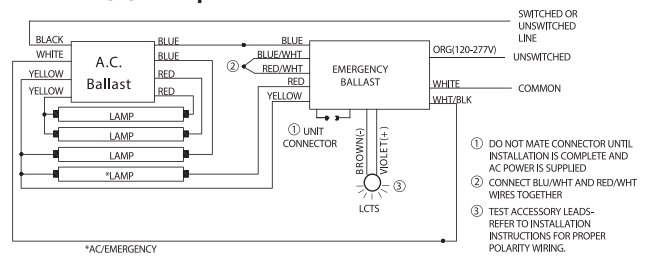 SWITCHED OR
UNSWITCHED
LINE
BLACK
BLUE
BLUE
WHITE
A.C.
Ballast
BLUE
BLUE/WHT
ORG(120-277V)
UNSWITCHED
②
YELLOW
RED
RED/WHT
EMERGENCY
BALLAST
RED
WHITE
COMMON
YELLOW
RED
YELLOW
WHT/BLK
LAMP
LAMP
LAMP
*LAMP
① UNIT
CONNECTOR
BROWN(-)
VIOLET(+)
③
LCTS
① DO NOT MATE CONNECTOR UNTIL
INSTALLATION IS COMPLETE AND
AC POWER IS SUPPLIED
② CONNECT BLU/WHT AND RED/WHT
WIRES TOGETHER
③ TEST ACCESSORY LEADS-
REFER TO INSTALLATION
INSTRUCTIONS FOR PROPER
POLARITY WIRING.
*AC/EMERGENCY